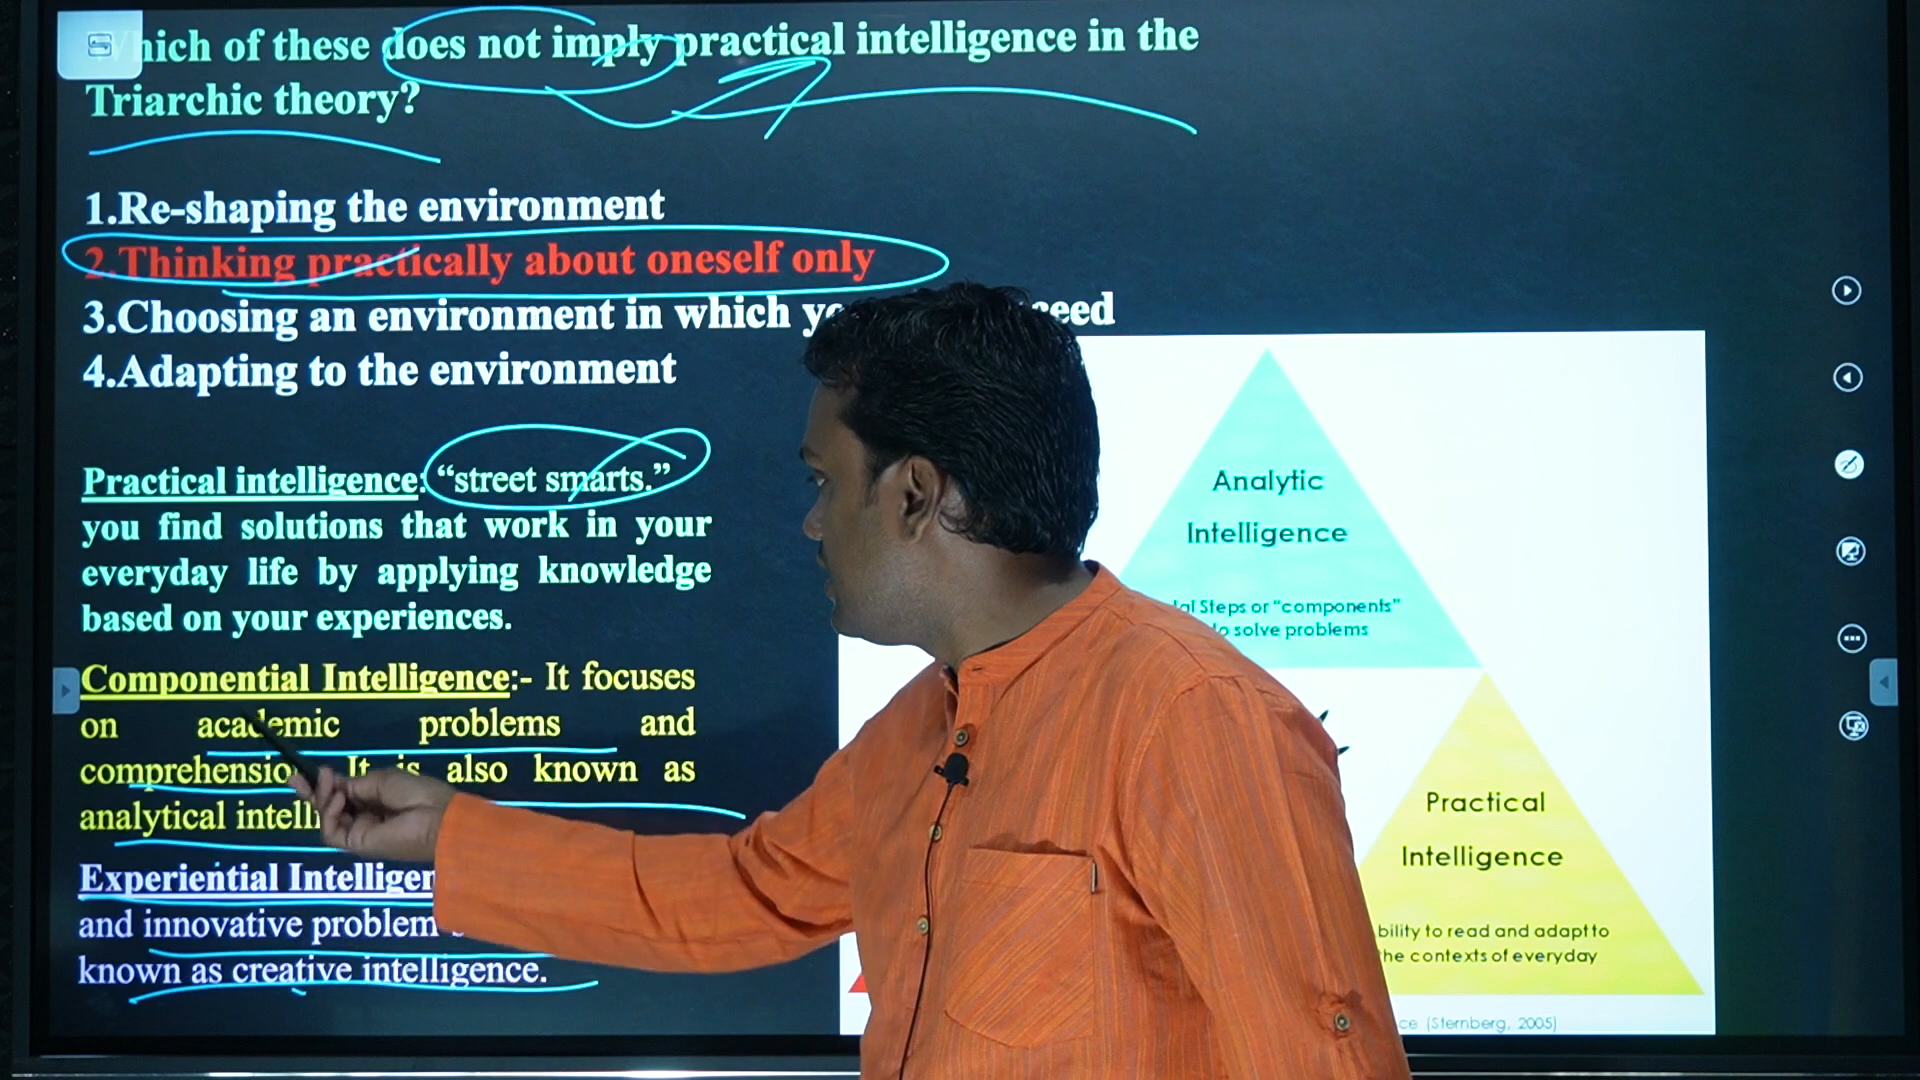 hich of these does not imply practical intelligence in the
Triarchic theory?
1.Re-shaping the environment
2.Thinking practically about oneself only
3.Choosing an environment in which
4.Adapting to the environment
Practical intelligence: “street smarts.”
you find solutions that work in your
everyday life by applying knowledge
based on your experiences.
Componential Intelligence:- It focuses
on academic problems and
comprehension It is also known as
analytical
Experiential
and innovative problem
known as creative intelligence.
Analytic
Intelligence
Steps or “components”
solve problems
Practical
Intelligence
to read and adapt to
contexts of everyday
(Sternberg, 2005)